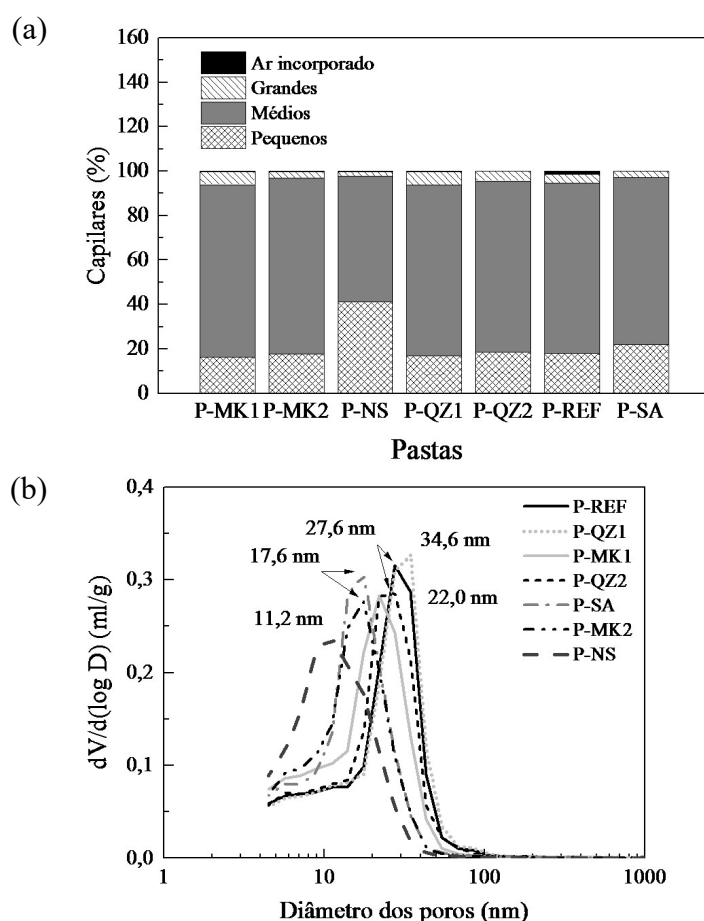 (a)
160
140
120
100
80
60
40
20
0
Capilares (%)
Ar incorporado
Grandes
Médios
Pequenos
P-MK1 P-MK2 P-NS P-QZ1 P-QZ2 P-REF P-SA
Pastas
(b)
0,4
0,3
0,2
0,1
0,0
dV/d(log D) (ml/g)
27,6 nm
34,6 nm
17,6 nm
22,0 nm
11,2 nm
P-REF
P-QZ1
P-MK1
P-QZ2
P-SA
P-MK2
P-NS
1 10 100 1000
Diâmetro dos poros (nm)